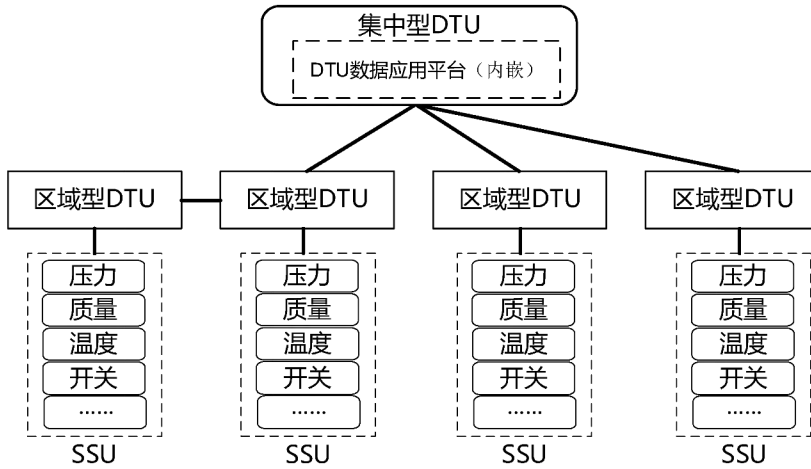 集中型DTU
DTU数据应用平台（内嵌）
区域型DTU
区域型DTU
区域型DTU
区域型DTU
压力
质量
温度
开关
……
SSU
压力
质量
温度
开关
……
SSU
压力
质量
温度
开关
……
SSU
压力
质量
温度
开关
……
SSU